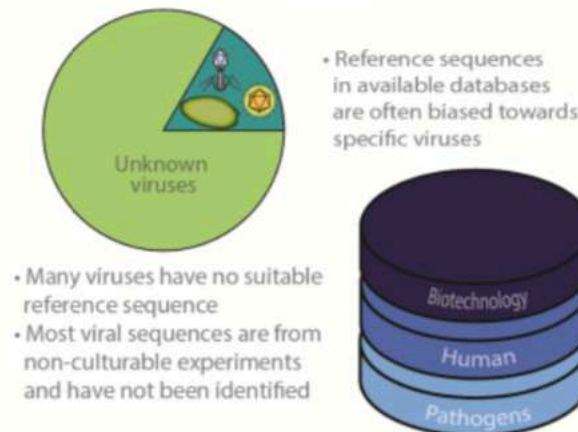 Unknown
viruses
• Reference sequences
in available databases
are often biased towards
specific viruses
• Many viruses have no suitable
reference sequence
• Most viral sequences are from
non-culturable experiments
and have not been identified
Biotechnology
Human
Pathogens